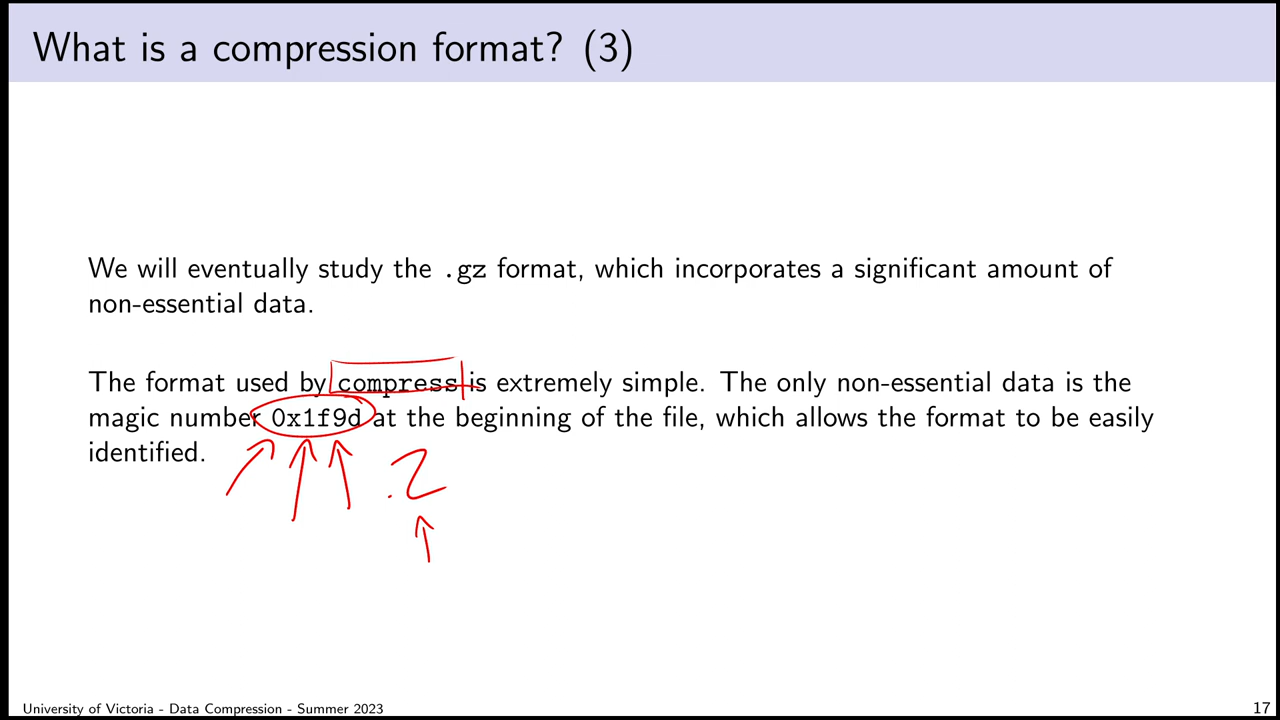 What is a compression format? (3)
We will eventually study the .gz format, which incorporates a significant amount of
non-essential data.
The format used by compress is extremely simple. The only non-essential data is the
magic number 0x1f9d at the beginning of the file, which allows the format to be easily
identified.
.Z
University of Victoria - Data Compression - Summer 2023
17